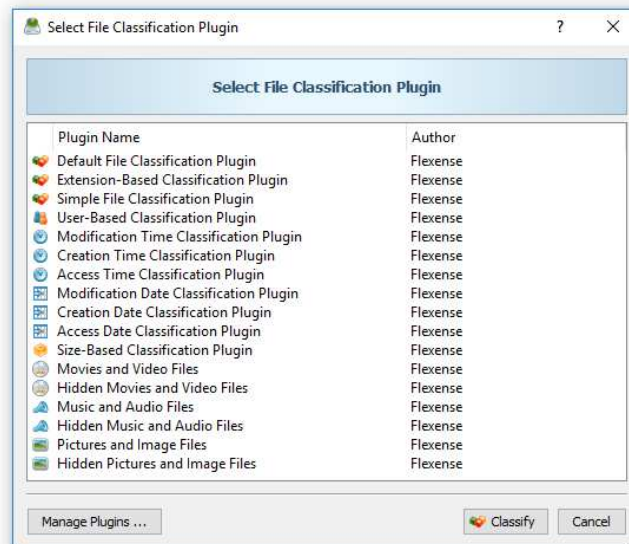 Select File Classification Plugin
?
Select File Classification Plugin
Plugin Name Author
Default File Classification Plugin Flexense
Extension-Based Classification Plugin Flexense
Simple File Classification Plugin Flexense
User-Based Classification Plugin Flexense
Modification Time Classification Plugin Flexense
Creation Time Classification Plugin Flexense
Access Time Classification Plugin Flexense
Modification Date Classification Plugin Flexense
Creation Date Classification Plugin Flexense
Access Date Classification Plugin Flexense
Size-Based Classification Plugin Flexense
Movies and Video Files Flexense
Hidden Movies and Video Files Flexense
Music and Audio Files Flexense
Hidden Music and Audio Files Flexense
Pictures and Image Files Flexense
Hidden Pictures and Image Files Flexense
Manage Plugins ... Classify Cancel